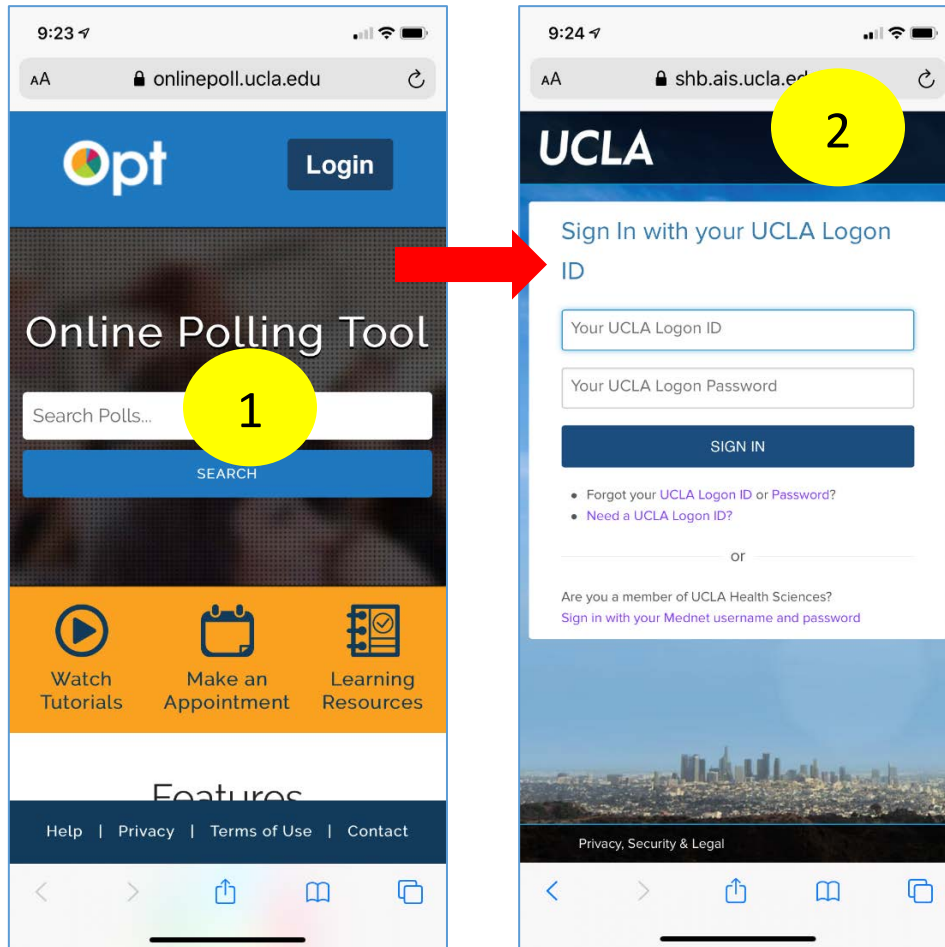 9:23
AA onlinepoll.ucla.edu
Opt
Login
Online Polling Tool
Search Polls...
1
SEARCH
Watch
Tutorials
Make an
Appointment
Learning
Resources
Features
Help | Privacy | Terms of Use | Contact
9:24
AA shb.ais.ucla.ed
2
UCLA
Sign In with your UCLA Logon
ID
Your UCLA Logon ID
Your UCLA Logon Password
SIGN IN
• Forgot your UCLA Logon ID or Password?
• Need a UCLA Logon ID?
or
Are you a member of UCLA Health Sciences?
Sign in with your Mednet username and password
Privacy, Security & Legal